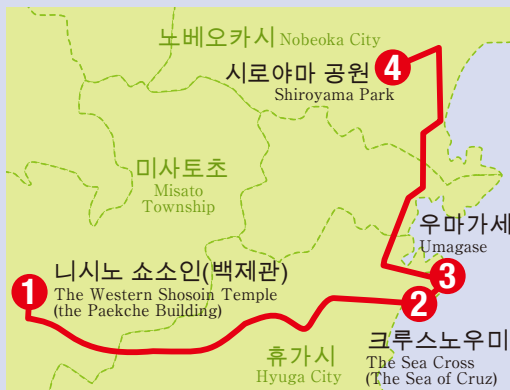 노베오카시 Nobeoka City
시로야마 공원
Shiroyama Park
4
미사토초
Misato
Township
우마가세
Umagase
3
1
니시노 쇼소인(백제관)
The Western Shosoin Temple
(the Paekche Building)
2
크루스노우미
The Sea Cross
(The Sea of Cruz)
휴가시
Hyuga City